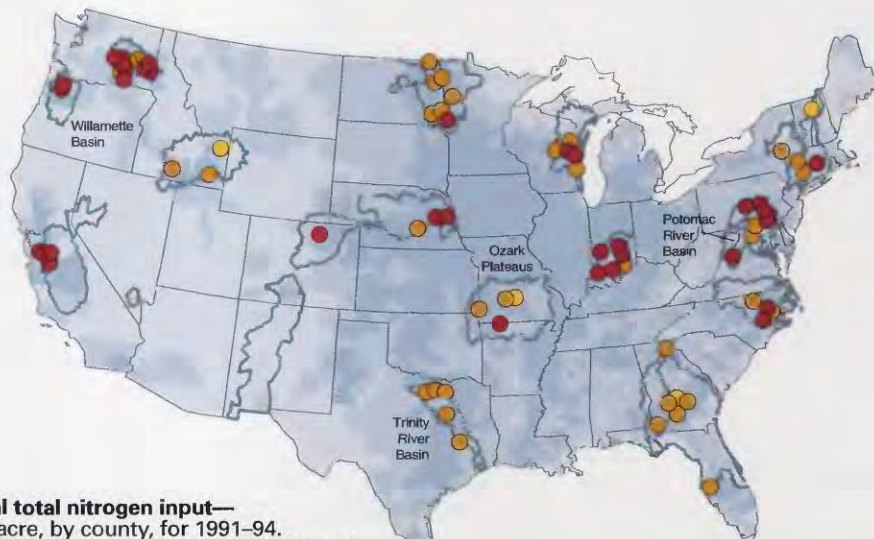 Willamette
Basin
Potomac
River
Basin
Ozark
Plateaus
Trinity
River
Basin
total nitrogen input—
acre, by county, for 1991–94.